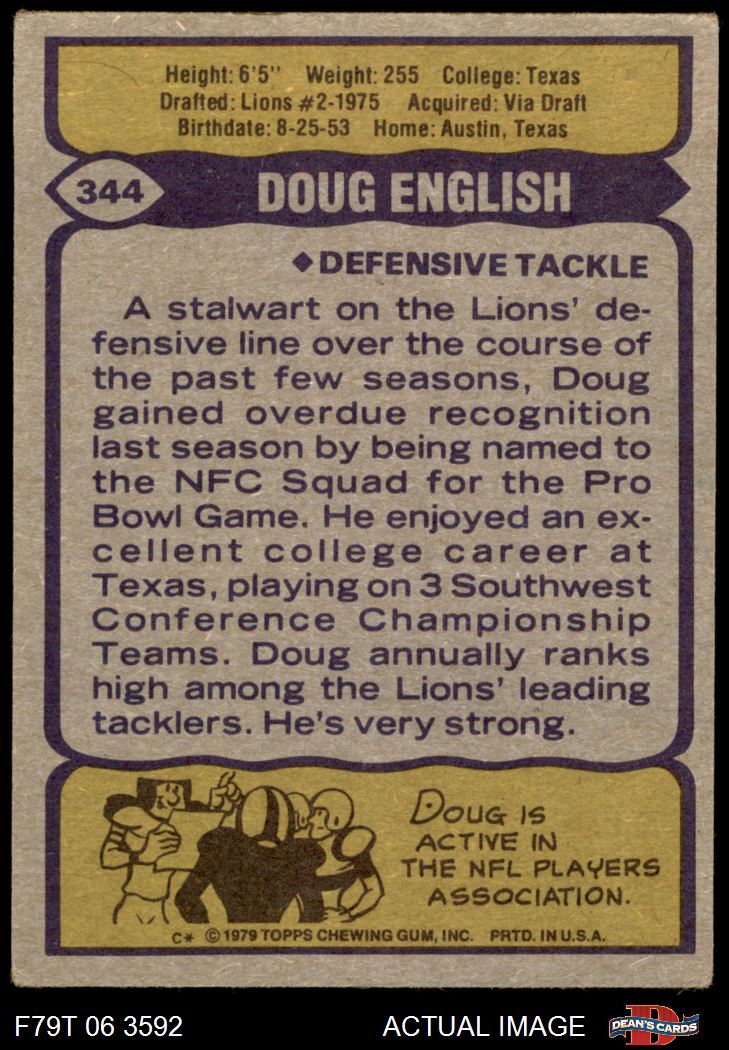 Height: 6'5" Weight: 255 College: Texas
Drafted: Lions #2-1975 Acquired: Via Draft
Birthdate: 8-25-53 Home: Austin, Texas
344 DOUG ENGLISH
◆DEFENSIVE TACKLE
A stalwart on the Lions' de-
fensive line over the course of
the past few seasons, Doug
gained overdue recognition
last season by being named to
the NFC Squad for the Pro
Bowl Game. He enjoyed an ex-
cellent college career at
Texas, playing on 3 Southwest
Conference Championship
Teams. Doug annually ranks
high among the Lions' leading
tacklers. He's very strong.
DOUG IS
ACTIVE IN
THE NFL PLAYERS
ASSOCIATION.
C* © 1979 TOPPS CHEWING GUM, INC. PRTD. IN U.S.A.
F79T 06 3592 ACTUAL IMAGE D DEAN'S CARDS